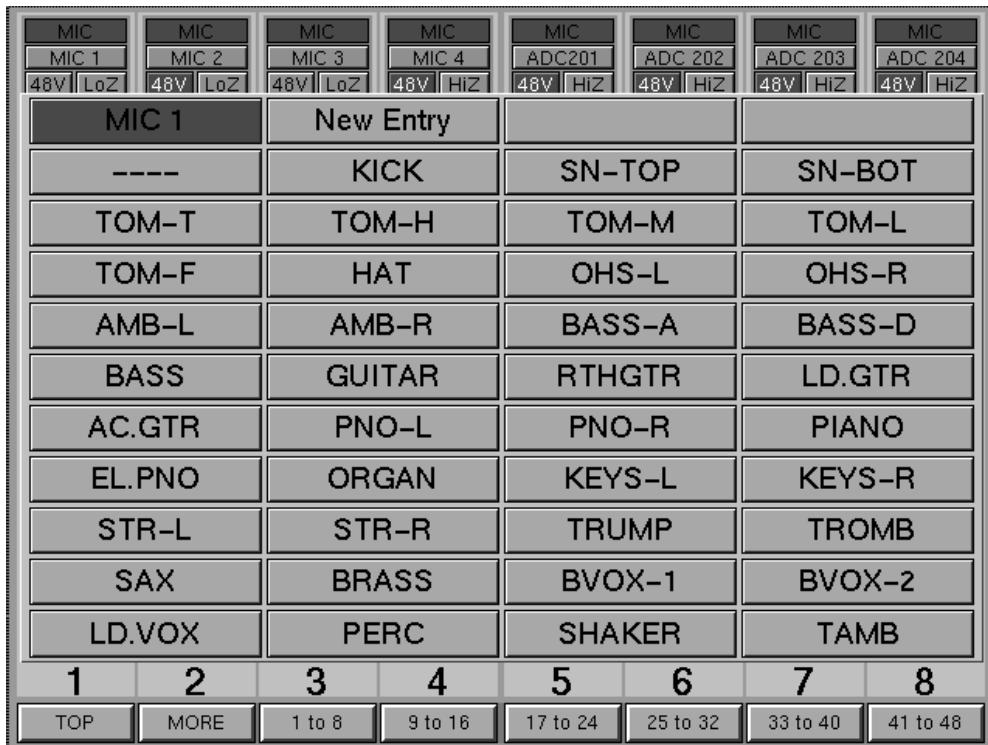 MIC MIC MIC MIC MIC MIC MIC MIC
MIC 1 MIC 2 MIC 3 MIC 4 ADC201 ADC 202 ADC 203 ADC 204
48V LoZ 48V LoZ 48V LoZ 48V HiZ 48V HiZ 48V HiZ 48V HiZ 48V HiZ
MIC 1 New Entry
---- KICK SN-TOP SN-BOT
TOM-T TOM-H TOM-M TOM-L
TOM-F HAT OHS-L OHS-R
AMB-L AMB-R BASS-A BASS-D
BASS GUITAR RTHGTR LD.GTR
AC.GTR PNO-L PNO-R PIANO
EL.PNO ORGAN KEYS-L KEYS-R
STR-L STR-R TRUMP TROMB
SAX BRASS BVOX-1 BVOX-2
LD.VOX PERC SHAKER TAMB
1 2 3 4 5 6 7 8
TOP MORE 1 to 8 9 to 16 17 to 24 25 to 32 33 to 40 41 to 48